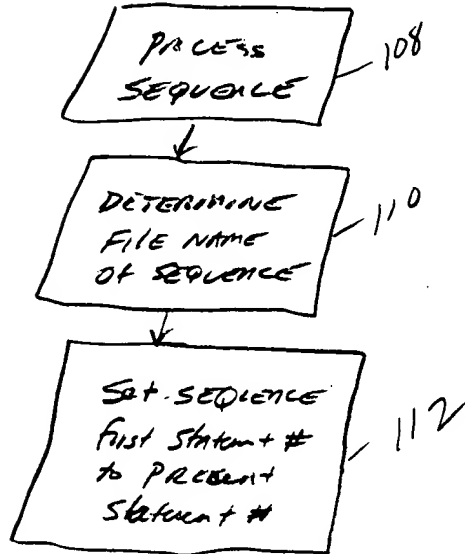 PROCESS
SEQUENCE
108
DETERMINE
FILE NAME
OF SEQUENCE
110
Set SEQUENCE
first statement #
to PRESENT
statement #
112